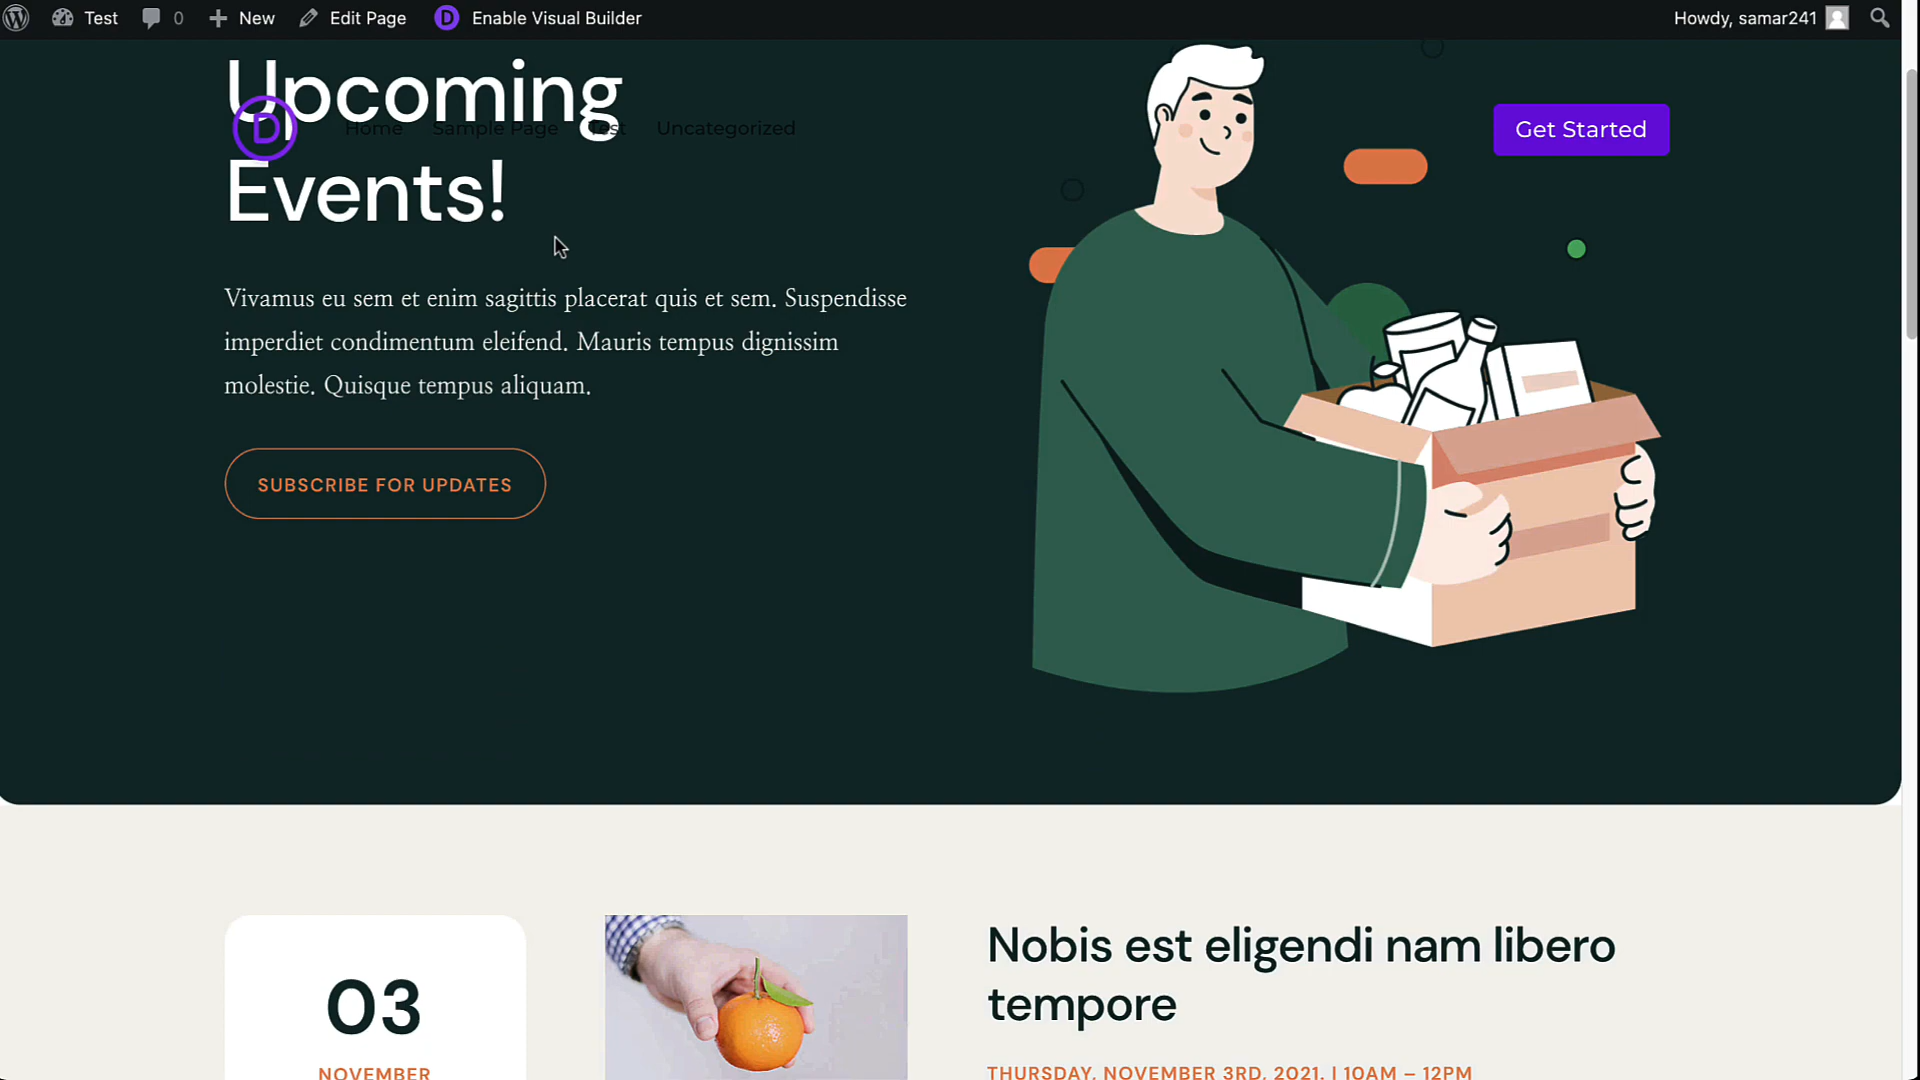 Test
0
New
Edit Page
Enable Visual Builder
Howdy, samar241
Upcoming
Events!
D
Home
Sample Page
Test
Uncategorized
Get Started
Vivamus eu sem et enim sagittis placerat quis et sem. Suspendisse
imperdiet condimentum eleifend. Mauris tempus dignissim
molestie. Quisque tempus aliquam.
SUBSCRIBE FOR UPDATES
03
NOVEMBER
Nobis est eligendi nam libero
tempore
THURSDAY, NOVEMBER 3RD, 2021. | 10AM – 12PM